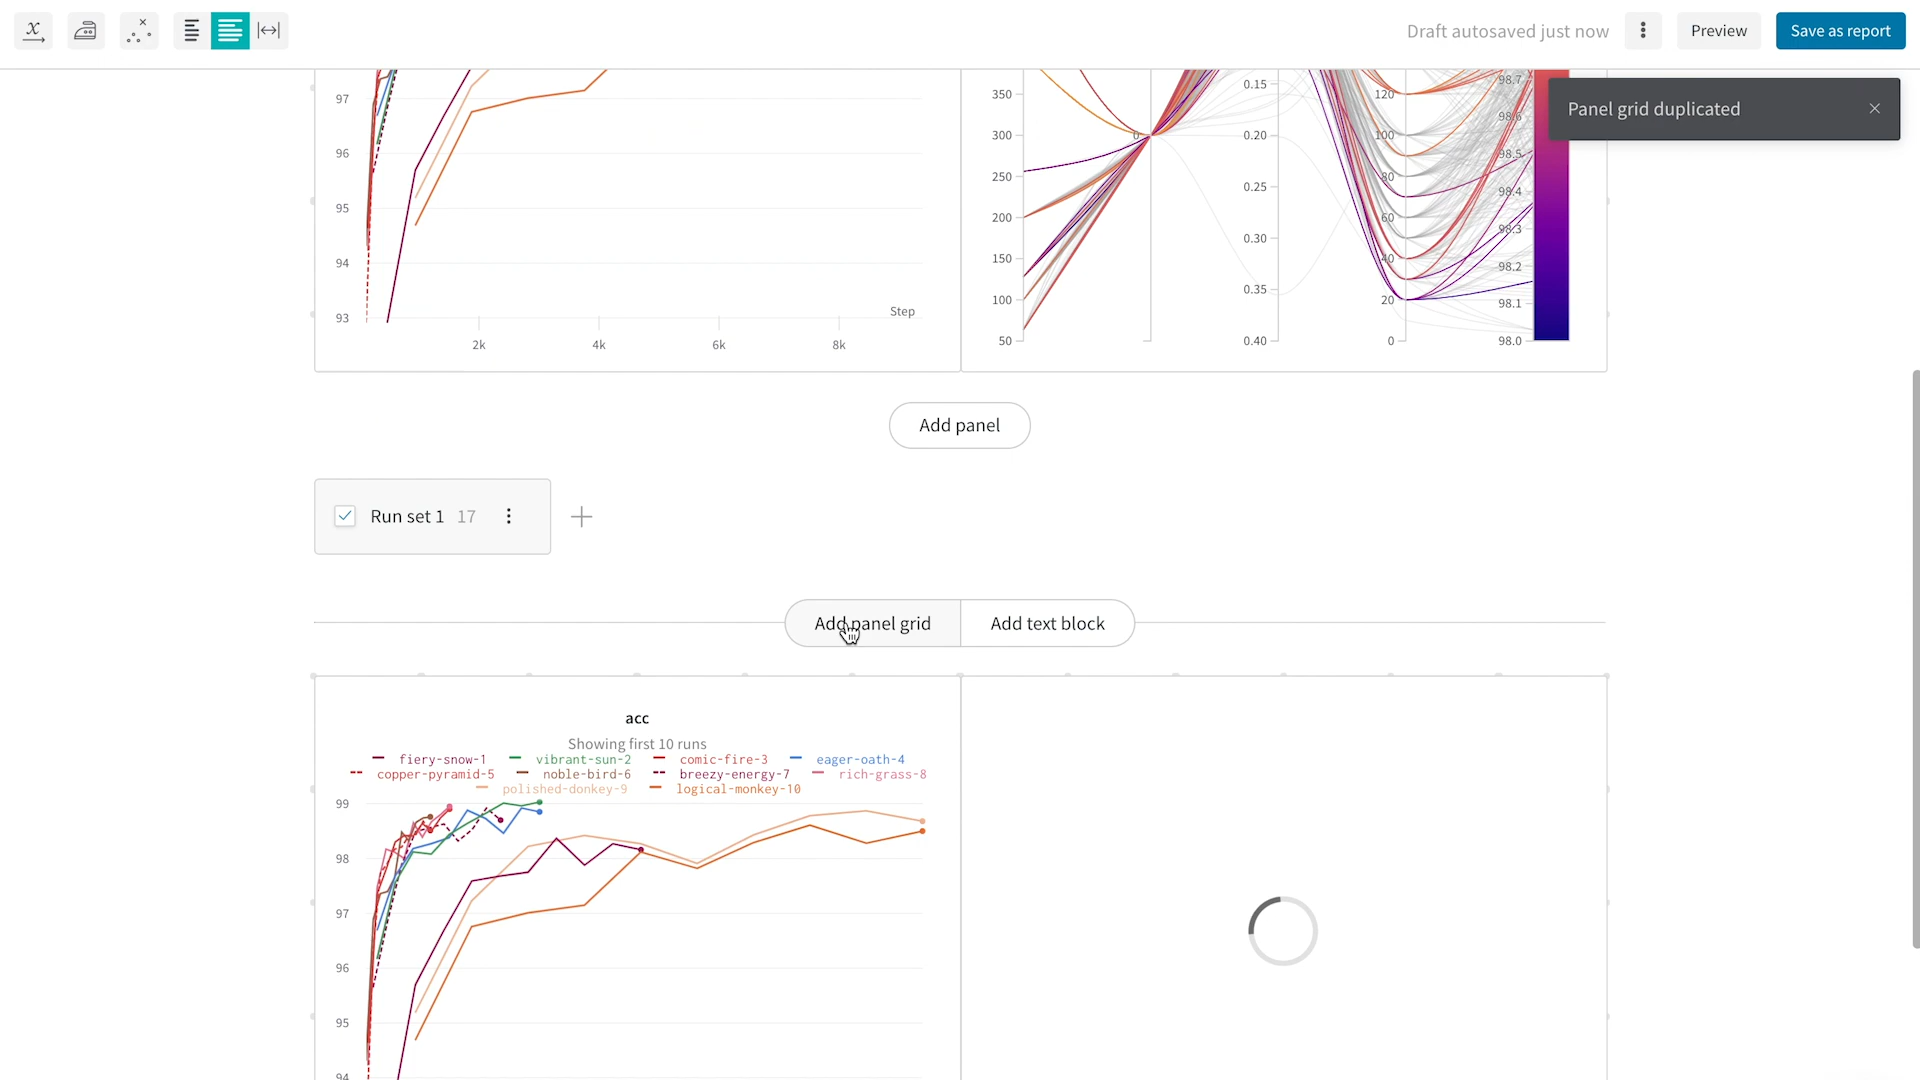 x
Draft autosaved just now
Preview
Save as report
Panel grid duplicated
97
96
95
94
93
2k
4k
6k
8k
Step
350
300
250
200
150
100
50
0
0.15
0.20
0.25
0.30
0.35
0.40
120
100
80
60
40
20
0
98.7
98.6
98.5
98.4
98.3
98.2
98.1
98.0
Add panel
Run set 1 17
Add panel grid
Add text block
acc
Showing first 10 runs
fiery-snow-1 vibrant-sun-2 comic-fire-3 eager-oath-4
copper-pyramid-5 noble-bird-6 breezy-energy-7 rich-grass-8
polished-donkey-9 logical-monkey-10
99
98
97
96
95
94